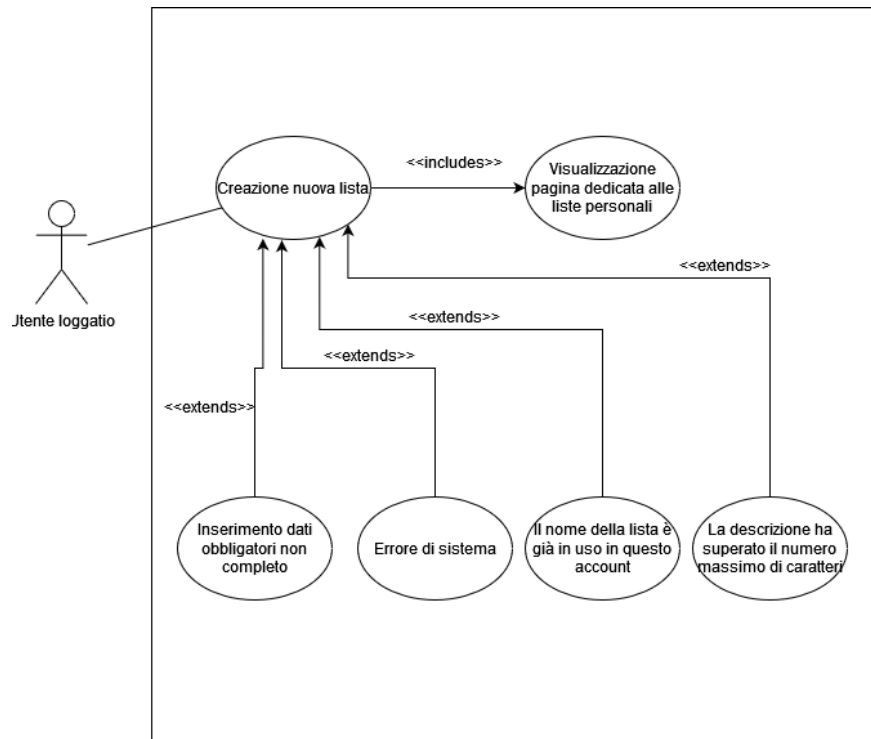 <<includes>>
Creazione nuova lista
Visualizzazione
pagina dedicata alle
liste personali
Jtente loggatio
<<extends>>
<<extends>>
<<extends>>
<<extends>>
Inserimento dati
obbligatori non
completo
Errore di sistema
Il nome della lista è
già in uso in questo
account
La descrizione ha
superato il numero
massimo di caratteri